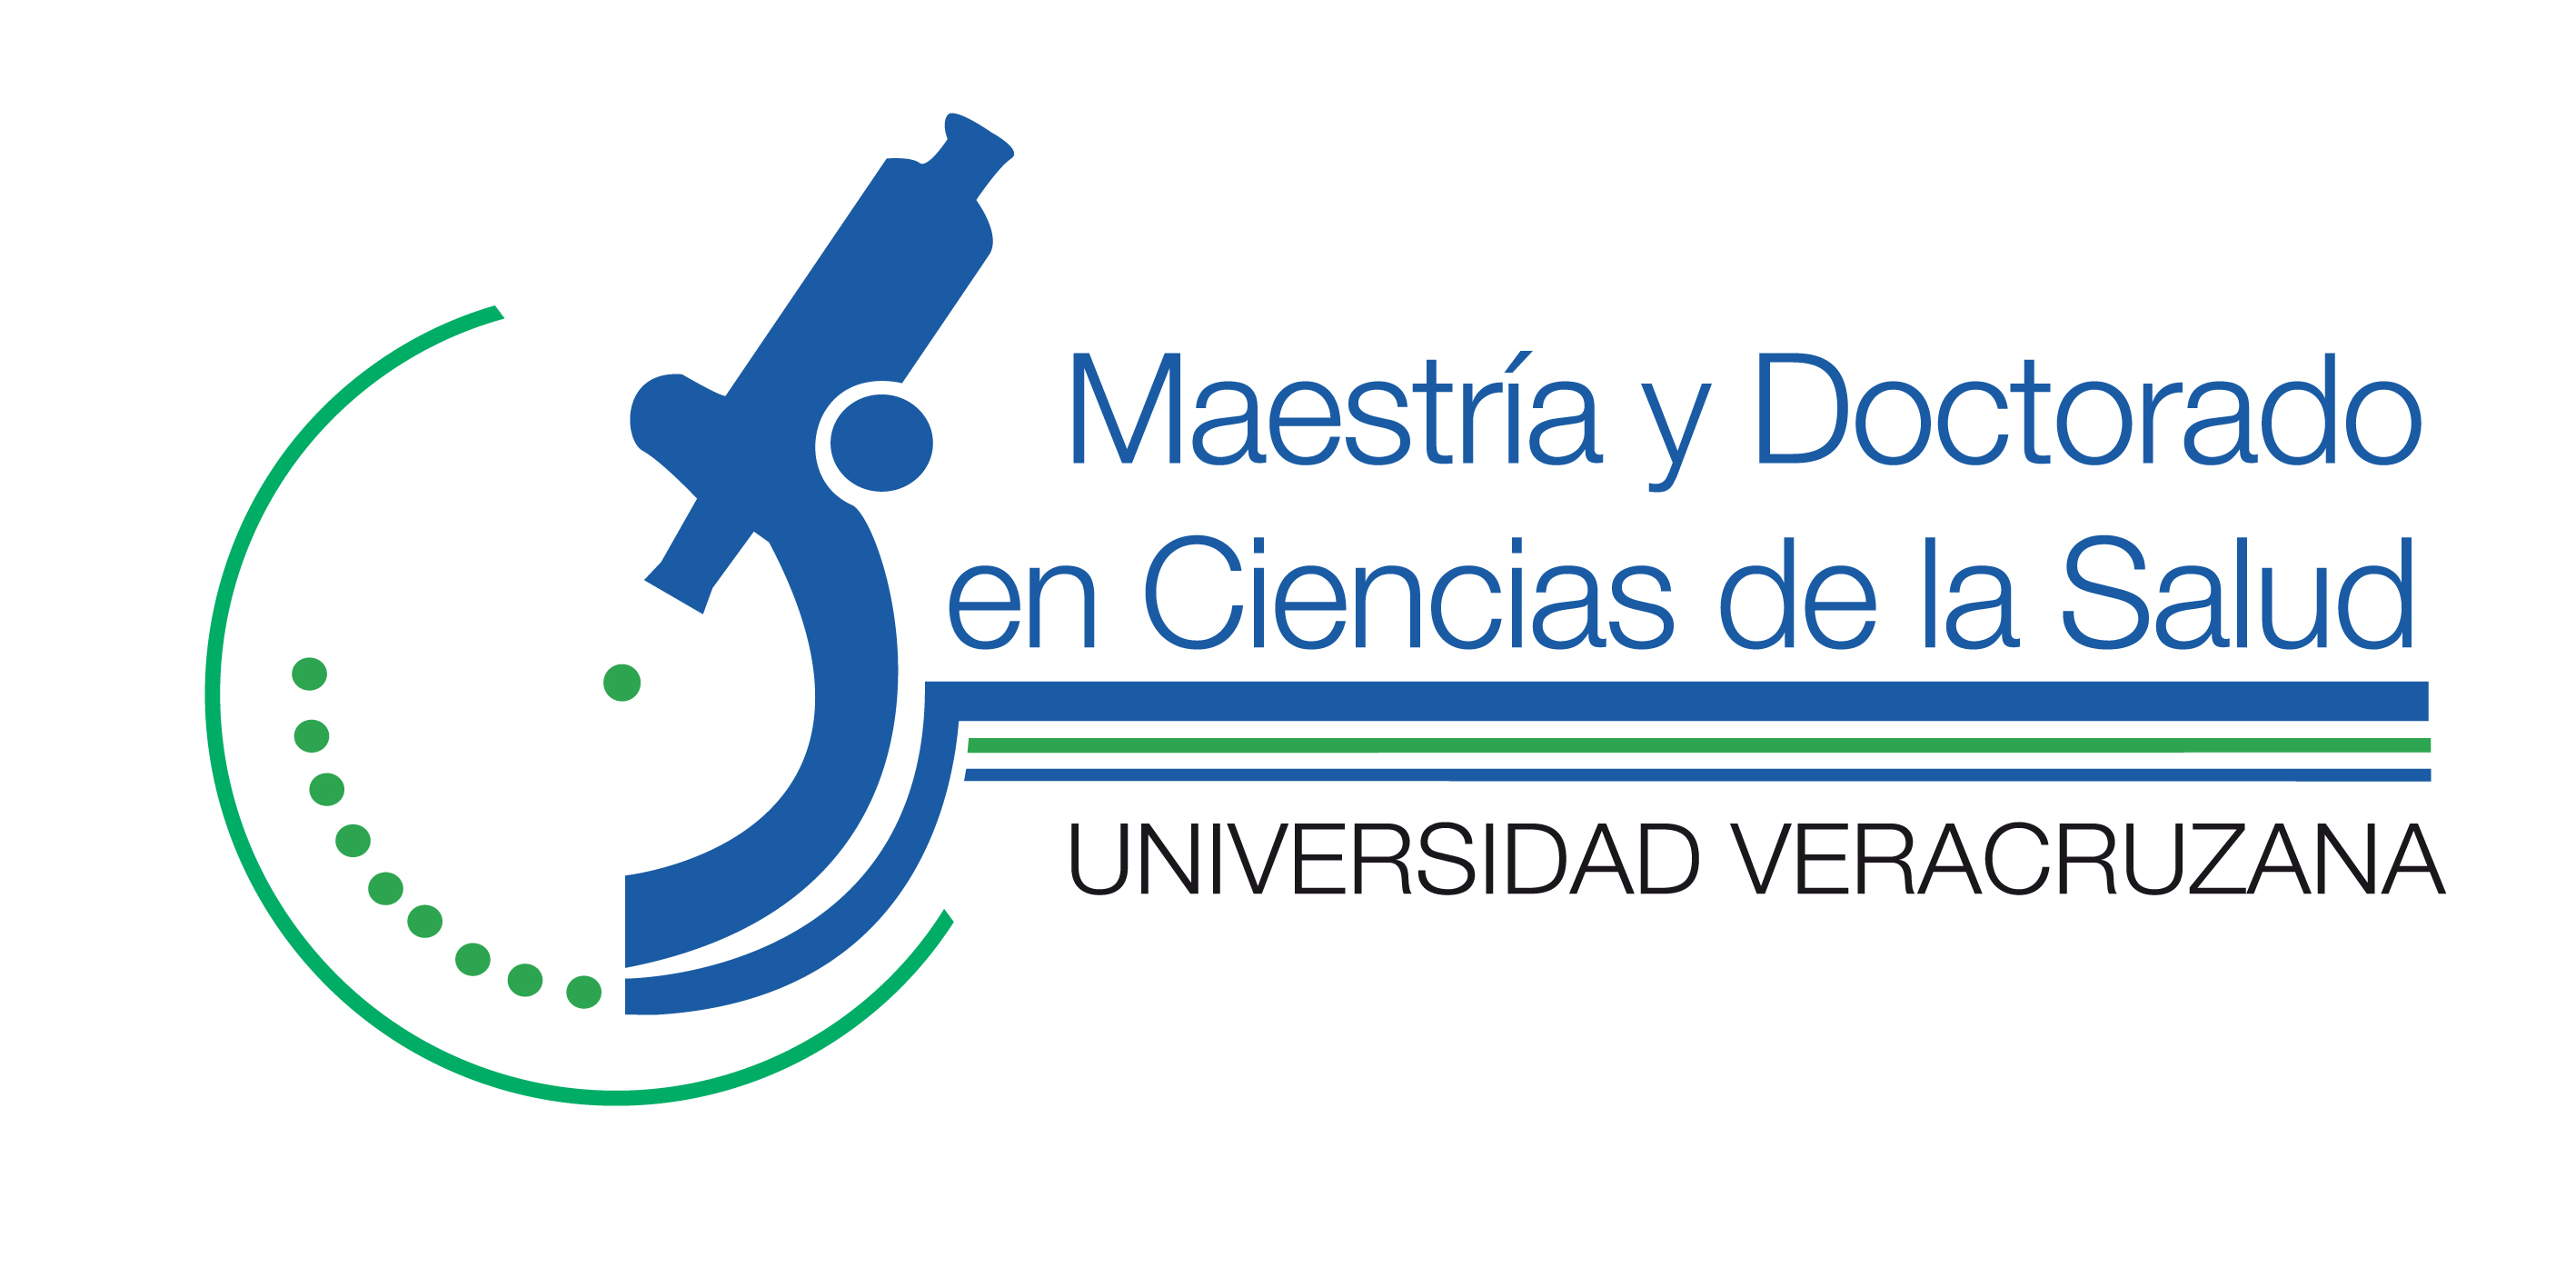 Maestría y Doctorado
en Ciencias de la Salud
UNIVERSIDAD VERACRUZANA